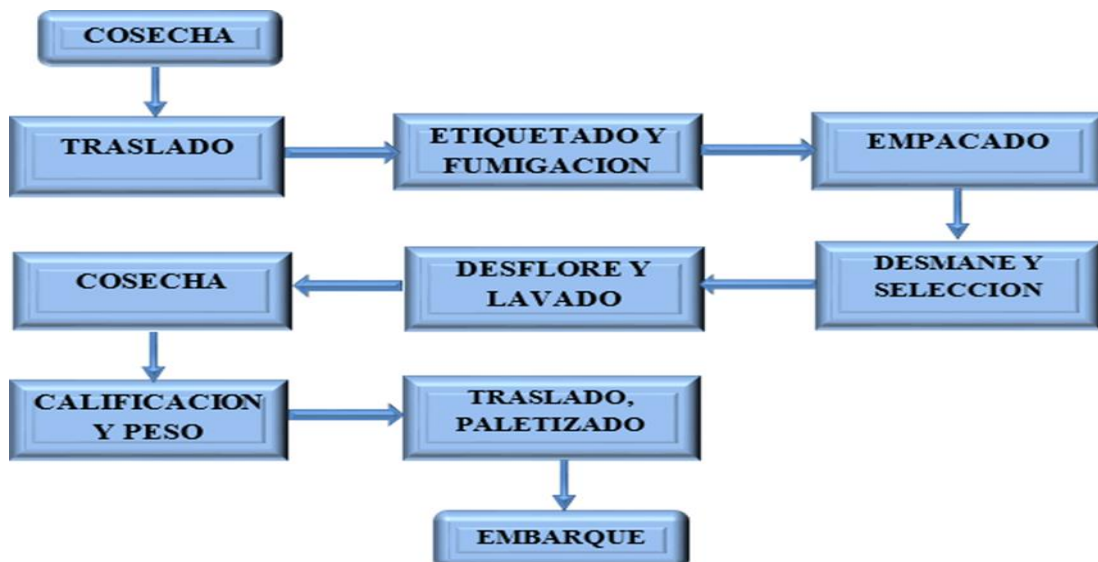 COSECHA
TRASLADO
ETIQUETADO Y
FUMIGACION
EMPACADO
DESMANE Y
SELECCION
DESFLORE Y
LAVADO
COSECHA
CALIFICACION
Y PESO
TRASLADO,
PALETIZADO
EMBARQUE